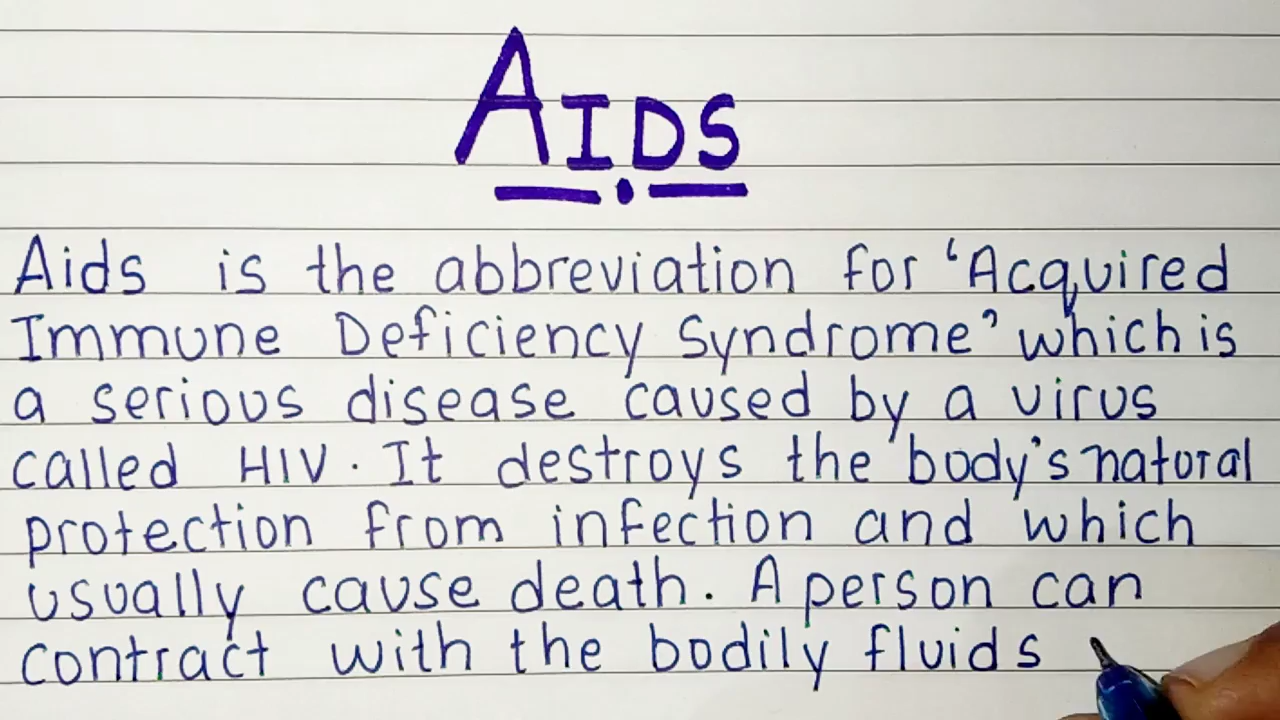 AIDS
Aids is the abbreviation for ‘Acquired
Immune Deficiency Syndrome’ which is
a serious disease caused by a virus
called HIV. It destroys the body's natural
protection from infection and which
usually cause death. A person can
contract with the bodily fluids